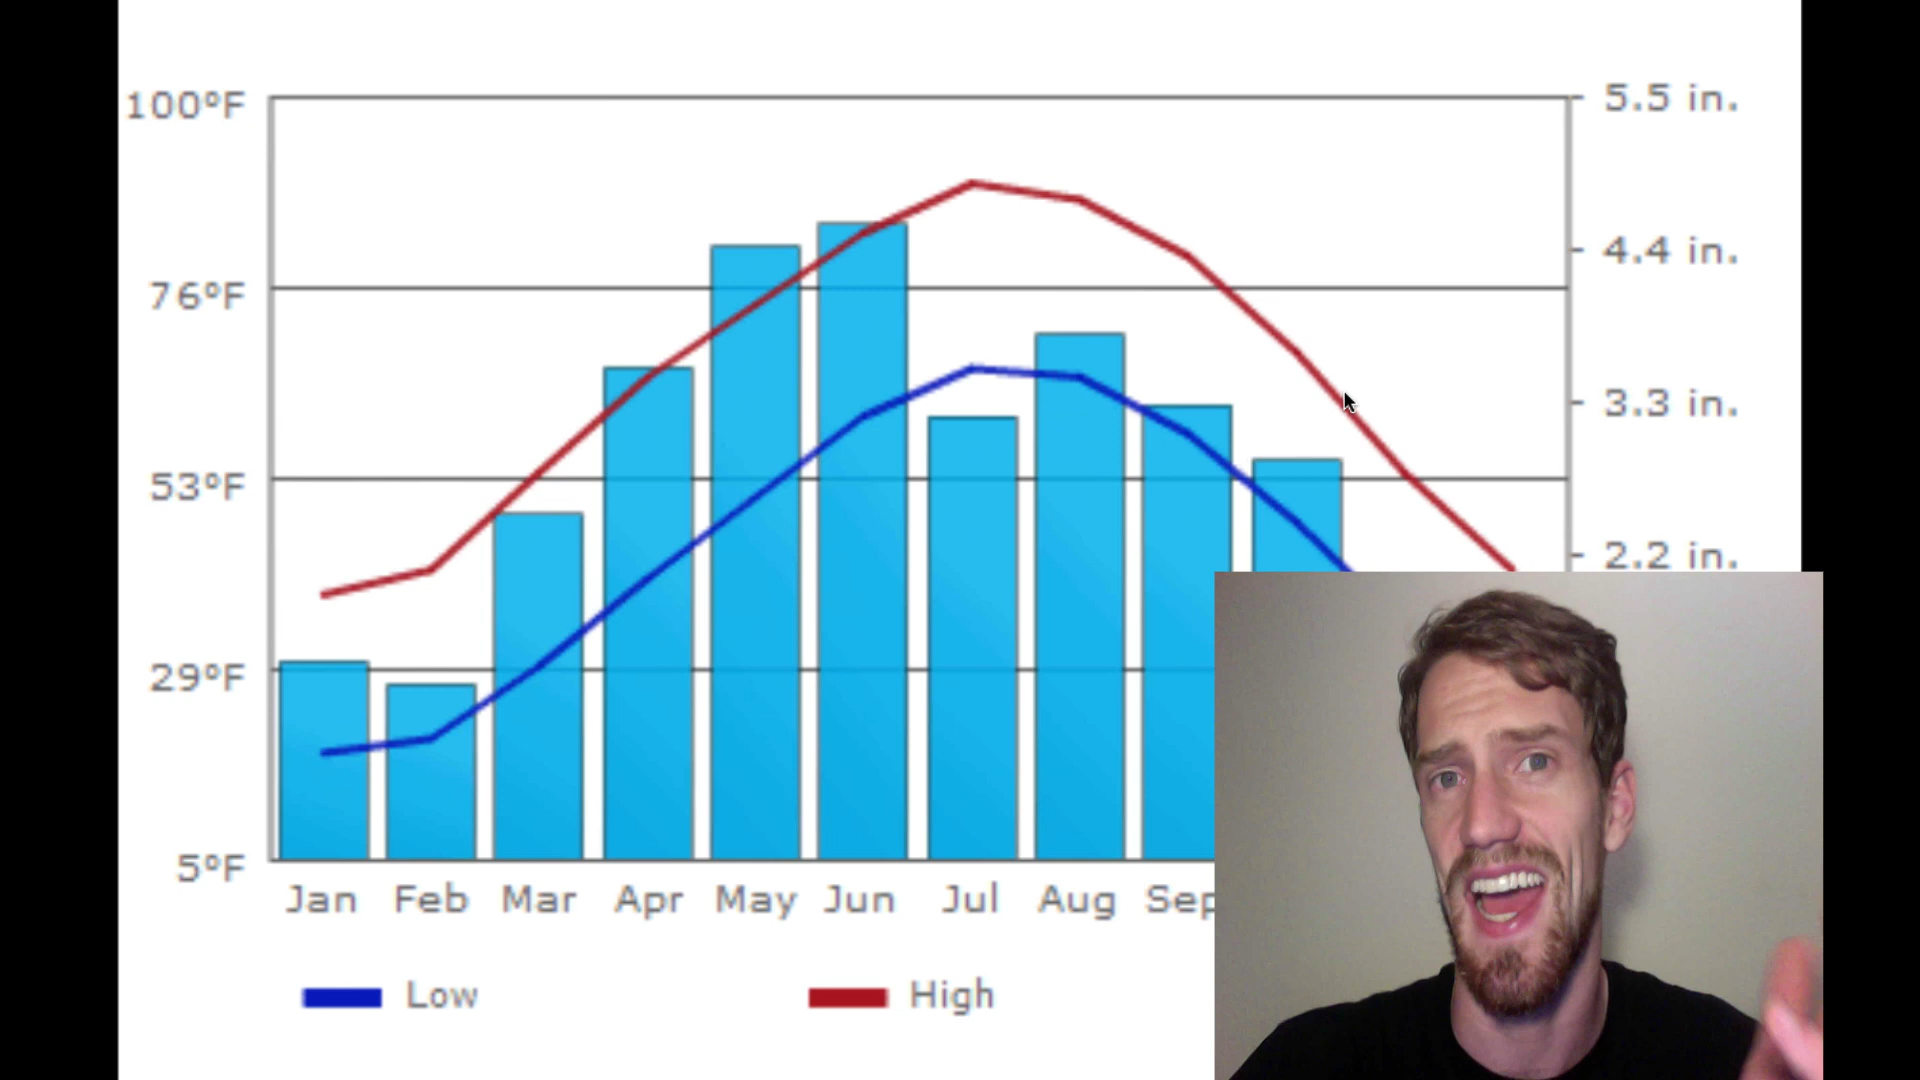 100°F
5.5 in.
4.4 in.
76°F
3.3 in.
53°F
2.2 in.
29°F
5°F
Jan Feb Mar Apr May Jun Jul Aug Sep
Low High